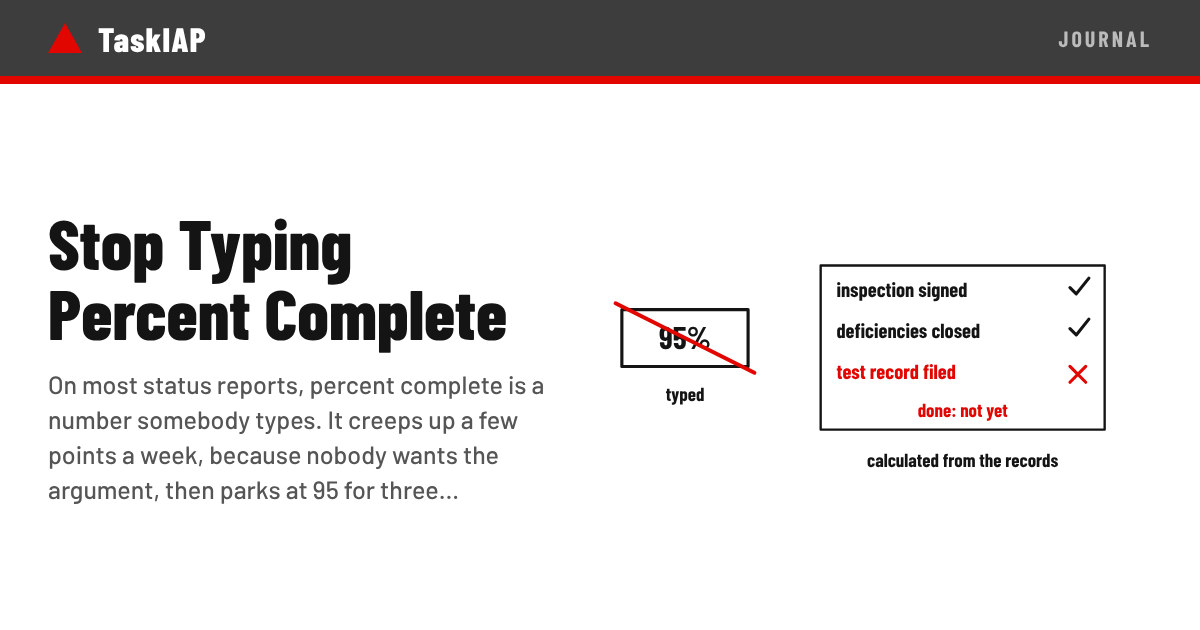 TaskIAP
JOURNAL
Stop Typing
Percent Complete
On most status reports, percent complete is a
number somebody types. It creeps up a few
points a week, because nobody wants the
argument, then parks at 95 for three...
95%
typed
inspection signed
deficiencies closed
test record filed
done: not yet
calculated from the records